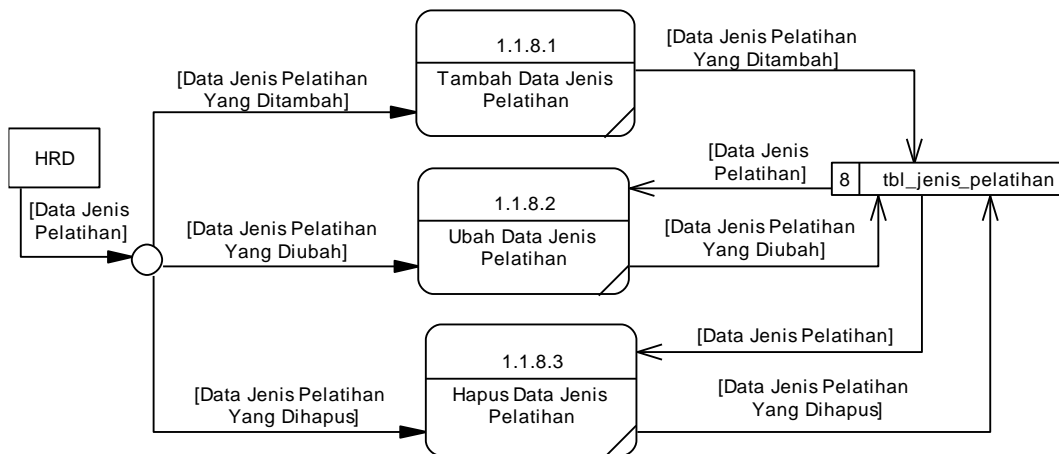 1.1.8.1
Tambah Data Jenis
Pelatihan
[Data Jenis Pelatihan
Yang Ditambah]
[Data Jenis Pelatihan
Yang Ditambah]
HRD
[Data Jenis
Pelatihan]
[Data Jenis
Pelatihan]
8 tbl_jenis_pelatihan
1.1.8.2
Ubah Data Jenis
Pelatihan
[Data Jenis Pelatihan
Yang Diubah]
[Data Jenis Pelatihan
Yang Diubah]
[Data Jenis Pelatihan]
1.1.8.3
Hapus Data Jenis
Pelatihan
[Data Jenis Pelatihan
Yang Dihapus]
[Data Jenis Pelatihan
Yang Dihapus]